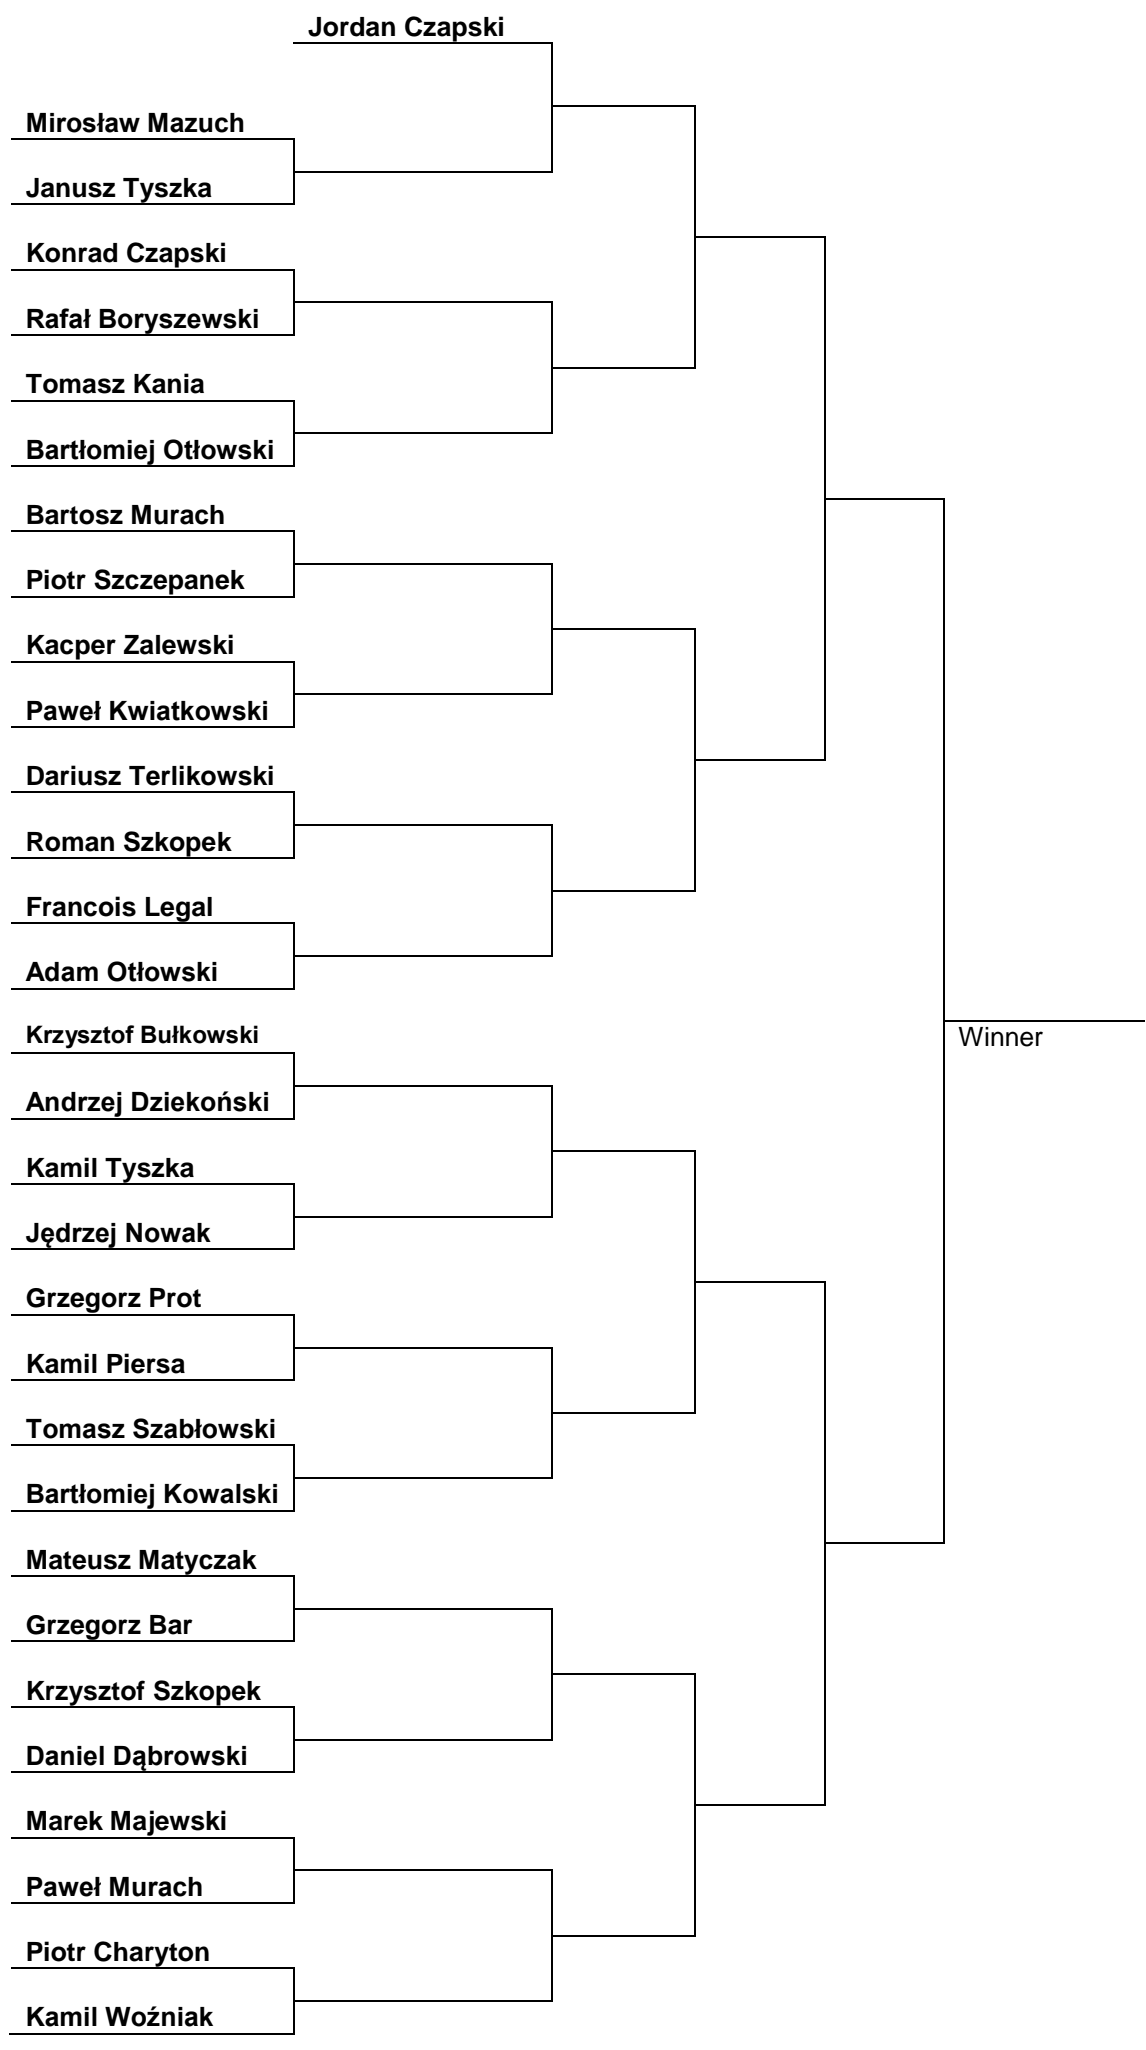 Jordan Czapski
Mirosław Mazuch
Janusz Tyszka
Konrad Czapski
Rafał Boryszewski
Tomasz Kania
Bartłomiej Otłowski
Bartosz Murach
Piotr Szczepanek
Kacper Zalewski
Paweł Kwiatkowski
Dariusz Terlikowski
Roman Szkopek
Francois Legal
Adam Otłowski
Krzysztof Bułkowski
Winner
Andrzej Dziekoński
Kamil Tyszka
Jędrzej Nowak
Grzegorz Prot
Kamil Piersa
Tomasz Szabłowski
Bartłomiej Kowalski
Mateusz Matyczak
Grzegorz Bar
Krzysztof Szkopek
Daniel Dąbrowski
Marek Majewski
Paweł Murach
Piotr Charyton
Kamil Woźniak